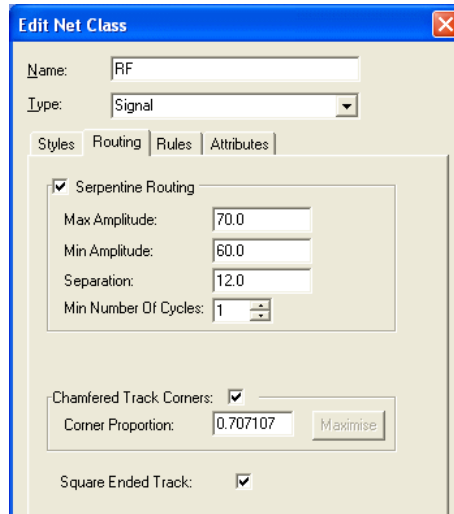 Edit Net Class
Name: RF
Type: Signal
Styles Routing Rules Attributes
Serpentine Routing
Max Amplitude: 70.0
Min Amplitude: 60.0
Separation: 12.0
Min Number Of Cycles: 1
Chamfered Track Corners:
Corner Proportion: 0.707107 Maximise
Square Ended Track: